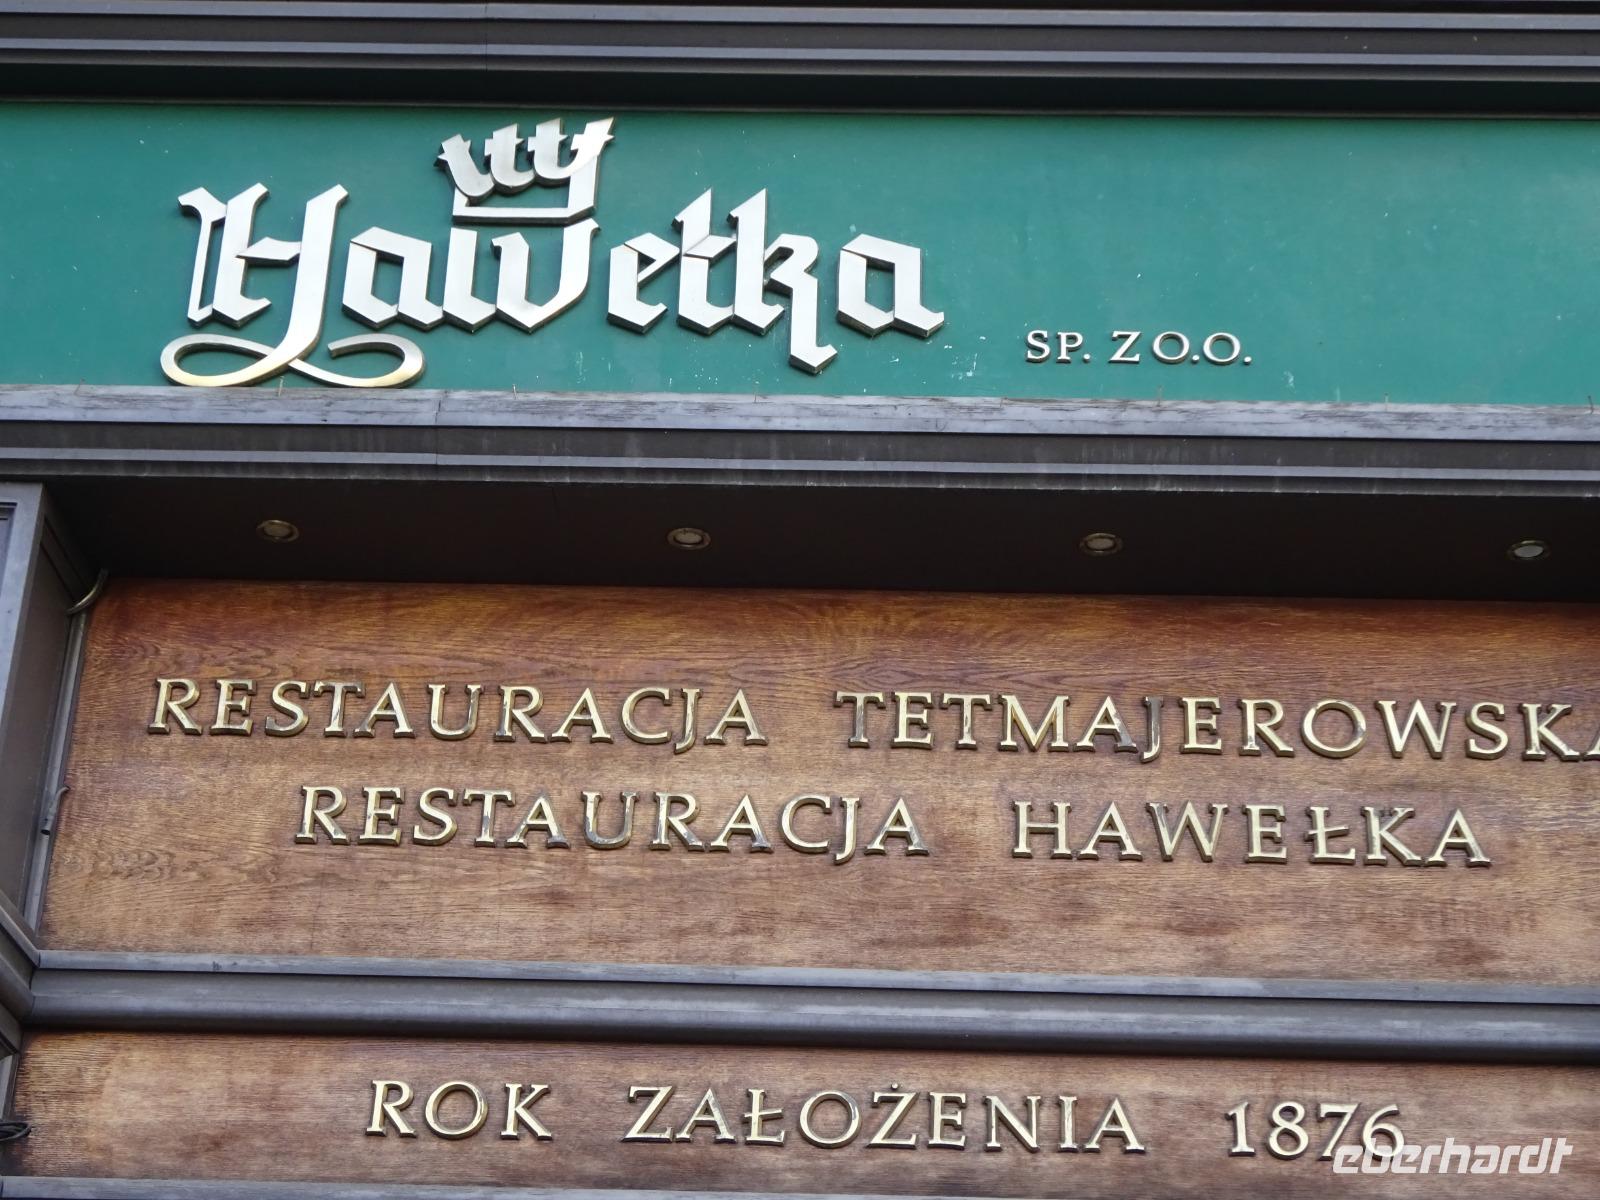 Hawełka SP. Z O.O.
RESTAURACJA TETMAJEROWSKA
RESTAURACJA HAWEŁKA
ROK ZAŁOŻENIA 1876
eberhardt